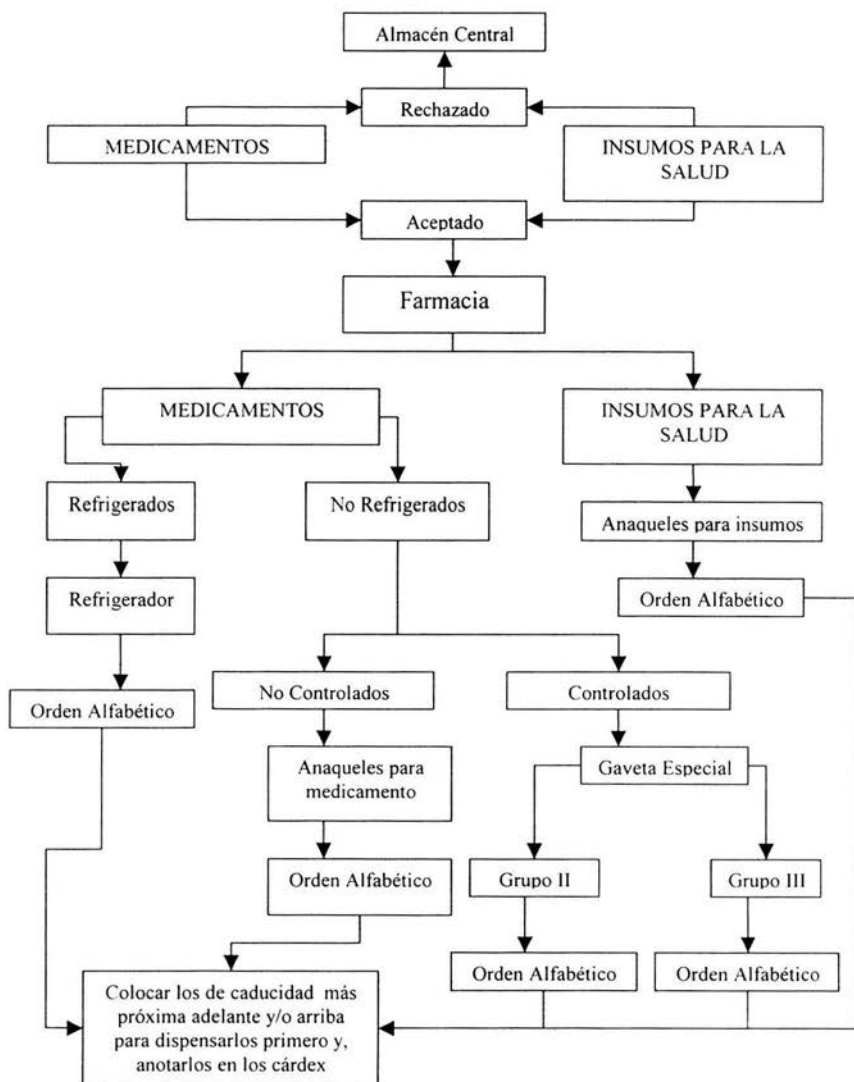 Almacén Central
Rechazado
MEDICAMENTOS
INSUMOS PARA LA
SALUD
Aceptado
Farmacia
MEDICAMENTOS
INSUMOS PARA LA
SALUD
Refrigerados
No Refrigerados
Anaqueles para insumos
Refrigerador
Orden Alfabético
No Controlados
Controlados
Orden Alfabético
Anaqueles para
medicamento
Gaveta Especial
Orden Alfabético
Grupo II
Grupo III
Orden Alfabético
Orden Alfabético
Colocar los de caducidad más
próxima adelante y/o arriba
para dispensarlos primero y,
anotarlos en los cárdex